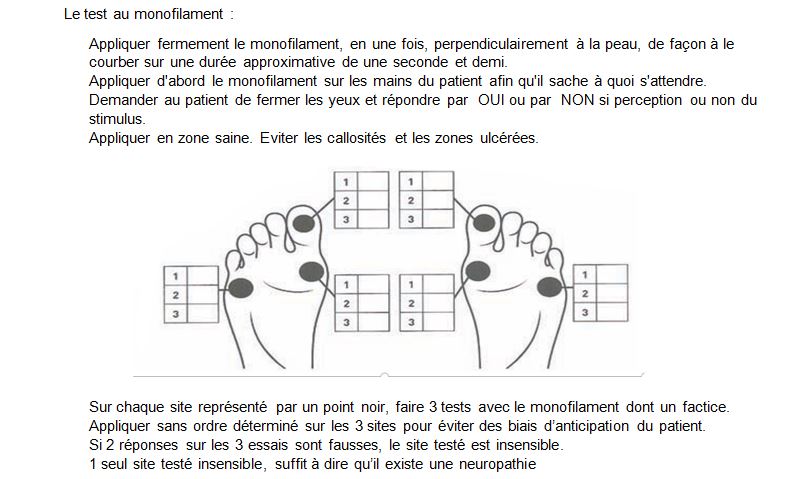 Le test au monofilament :
Appliquer fermement le monofilament, en une fois, perpendiculairement à la peau, de façon à le
courber sur une durée approximative de une seconde et demi.
Appliquer d'abord le monofilament sur les mains du patient afin qu'il sache à quoi s'attendre.
Demander au patient de fermer les yeux et répondre par OUI ou par NON si perception ou non du
stimulus.
Appliquer en zone saine. Eviter les callosités et les zones ulcérées.
1 1
2 2
3 3
1 1 1 1
2 2 2 2
3 3 3 3
Sur chaque site représenté par un point noir, faire 3 tests avec le monofilament dont un factice.
Appliquer sans ordre déterminé sur les 3 sites pour éviter des biais d'anticipation du patient.
Si 2 réponses sur les 3 essais sont fausses, le site testé est insensible.
1 seul site testé insensible, suffit à dire qu'il existe une neuropathie